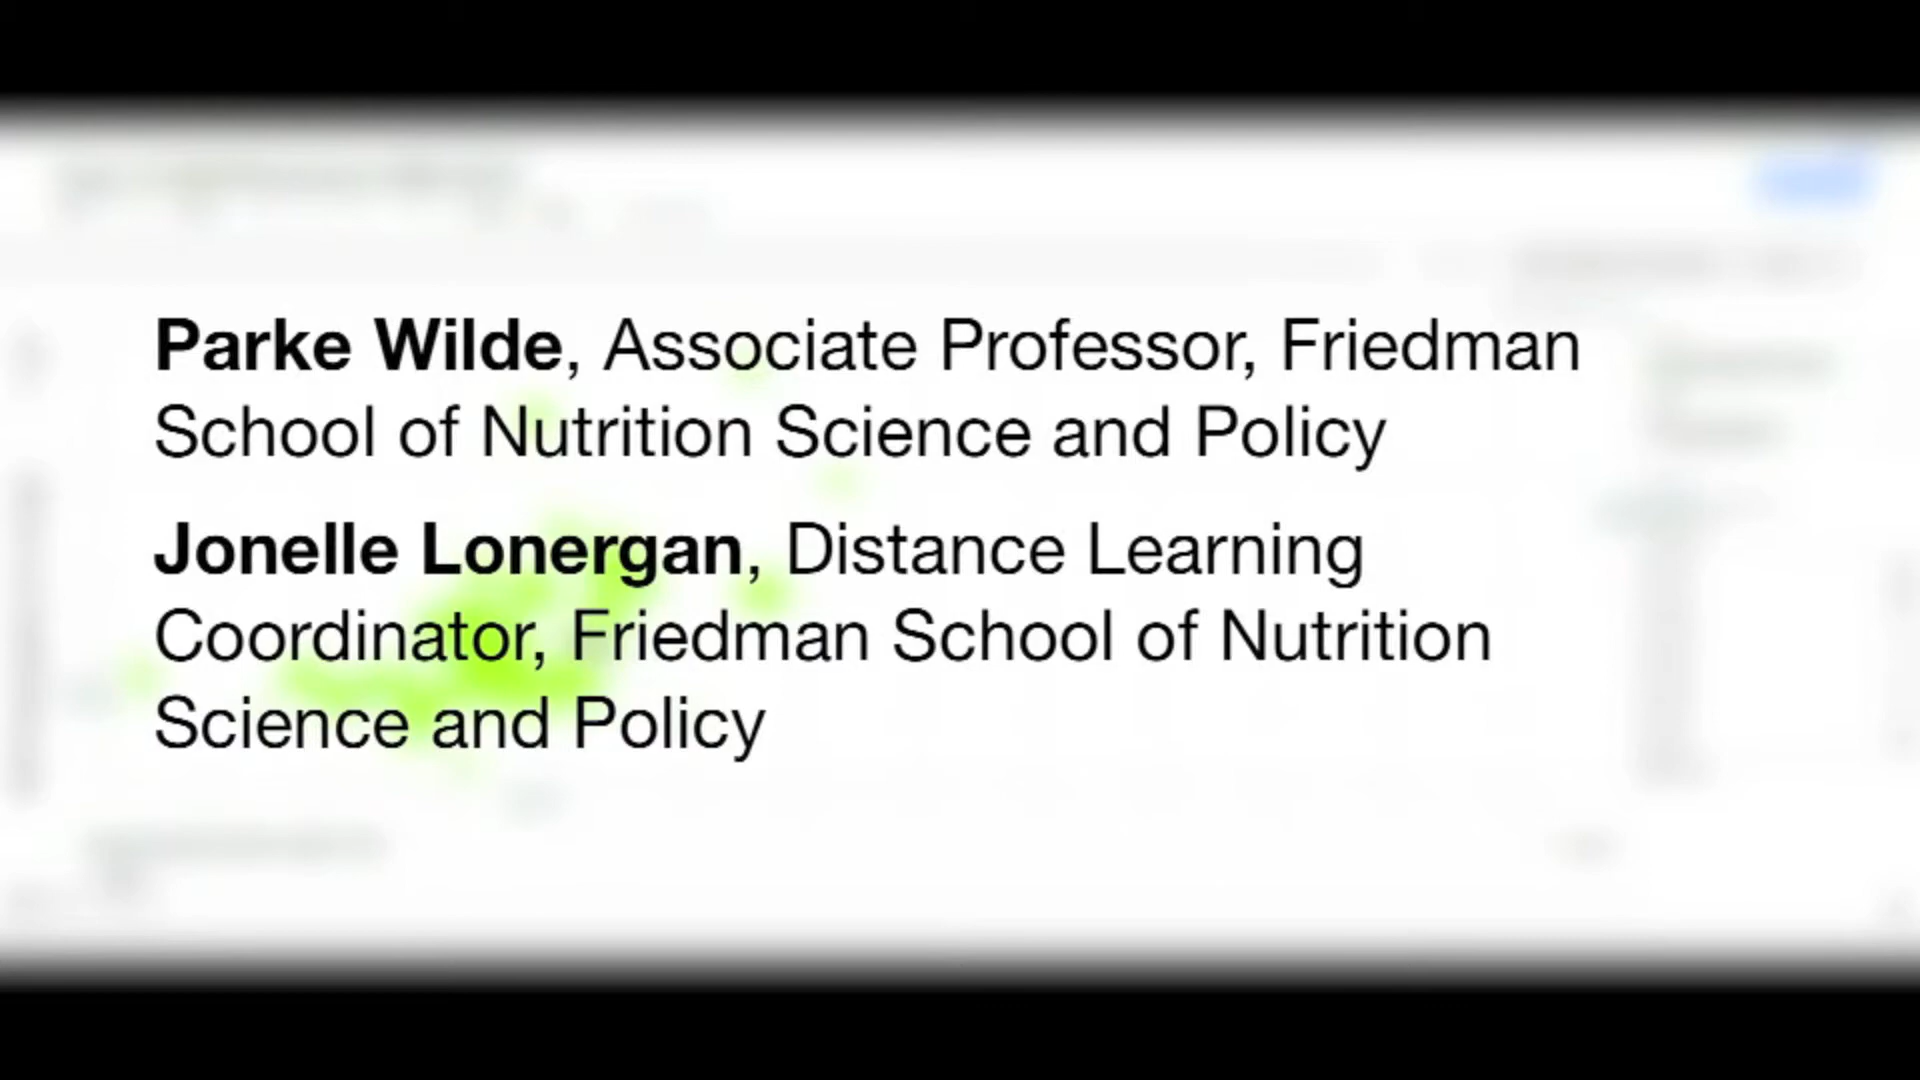 Parke Wilde, Associate Professor, Friedman
School of Nutrition Science and Policy
Jonelle Lonergan, Distance Learning
Coordinator, Friedman School of Nutrition
Science and Policy